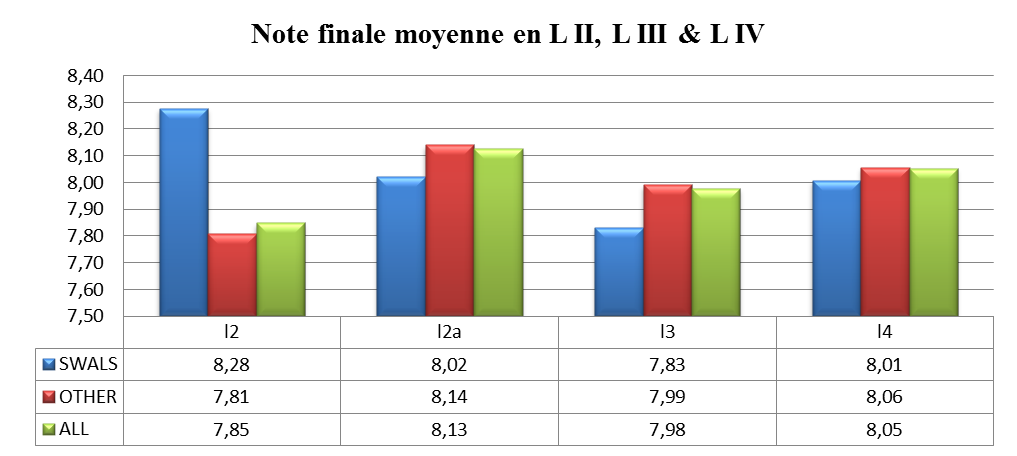 Note finale moyenne en L II, L III & L IV
8,40
8,30
8,20
8,10
8,00
7,90
7,80
7,70
7,60
7,50
l2 l2a l3 l4
SWALS 8,28 8,02 7,83 8,01
OTHER 7,81 8,14 7,99 8,06
ALL 7,85 8,13 7,98 8,05